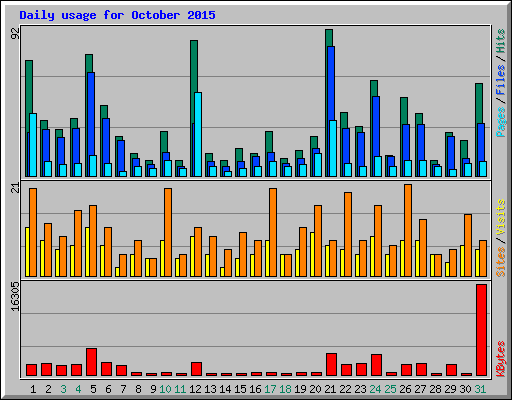 Daily usage for October 2015
92
Pages / Files / Hits
21
Sites / Visits
16305
KBytes
1 2 3 4 5 6 7 8 9 10 11 12 13 14 15 16 17 18 19 20 21 22 23 24 25 26 27 28 29 30 31